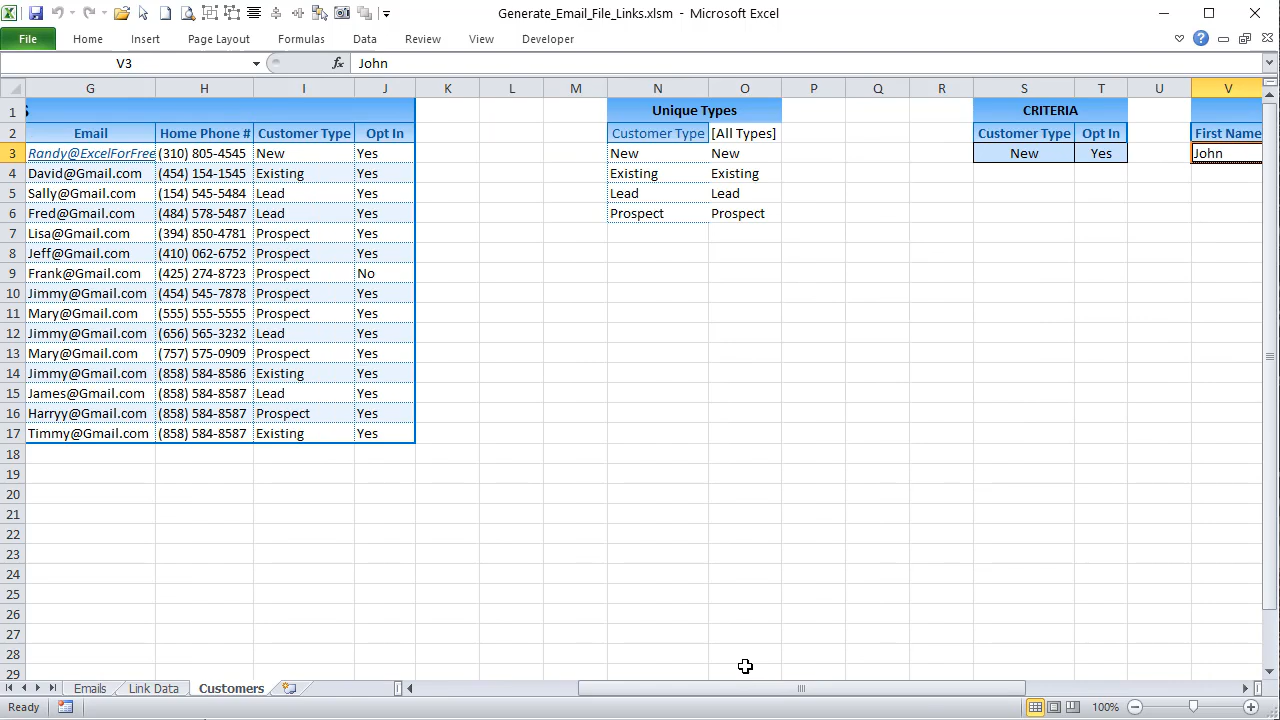 Generate_Email_File_Links.xlsm - Microsoft Excel
File Home Insert Page Layout Formulas Data Review View Developer
V3 fx John
G H I J K L M N O P Q R S T U V
1 S Unique Types CRITERIA
2 Email Home Phone # Customer Type Opt In Customer Type [All Types] Customer Type Opt In First Name
3 Randy@ExcelForFree (310) 805-4545 New Yes New New New Yes John
4 David@Gmail.com (454) 154-1545 Existing Yes Existing Existing
5 Sally@Gmail.com (154) 545-5484 Lead Yes Lead Lead
6 Fred@Gmail.com (484) 578-5487 Lead Yes Prospect Prospect
7 Lisa@Gmail.com (394) 850-4781 Prospect Yes
8 Jeff@Gmail.com (410) 062-6752 Prospect Yes
9 Frank@Gmail.com (425) 274-8723 Prospect No
10 Jimmy@Gmail.com (454) 545-7878 Prospect Yes
11 Mary@Gmail.com (555) 555-5555 Prospect Yes
12 Jimmy@Gmail.com (656) 565-3232 Lead Yes
13 Mary@Gmail.com (757) 575-0909 Prospect Yes
14 Jimmy@Gmail.com (858) 584-8586 Existing Yes
15 James@Gmail.com (858) 584-8587 Lead Yes
16 Harryy@Gmail.com (858) 584-8587 Prospect Yes
17 Timmy@Gmail.com (858) 584-8587 Existing Yes
18
19
20
21
22
23
24
25
26
27
28
29
Emails Link Data Customers
Ready 100%